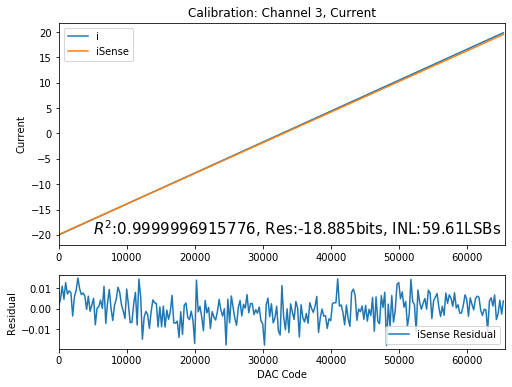 Calibration: Channel 3, Current
i
iSense
20
15
10
5
0
−5
−10
−15
−20
Current
R²:0.9999996915776, Res:-18.885bits, INL:59.61LSBs
0 10000 20000 30000 40000 50000 60000
0.01
0.00
−0.01
Residual
iSense Residual
0 10000 20000 30000 40000 50000 60000
DAC Code